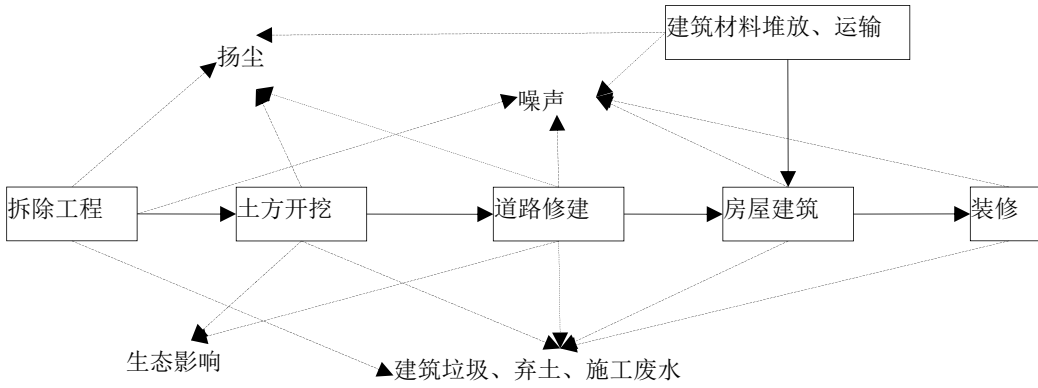 建筑材料堆放、运输
扬尘
噪声
拆除工程
土方开挖
道路修建
房屋建筑
装修
生态影响
建筑垃圾、弃土、施工废水